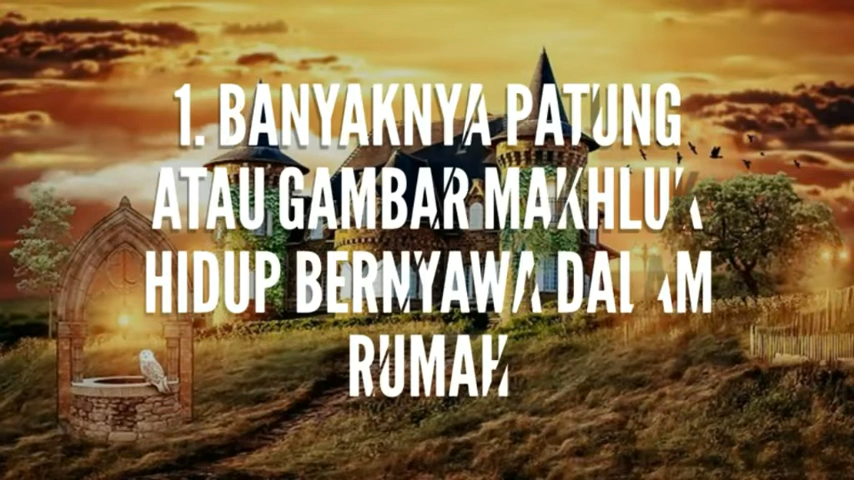 1. BANYAKNYA PATUNG
ATAU GAMBAR MAKHLUK
HIDUP BERNYAWA DALAM
RUMAH